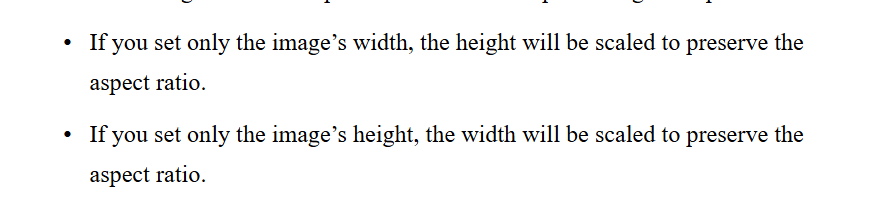 • If you set only the image’s width, the height will be scaled to preserve the
aspect ratio.
• If you set only the image’s height, the width will be scaled to preserve the
aspect ratio.